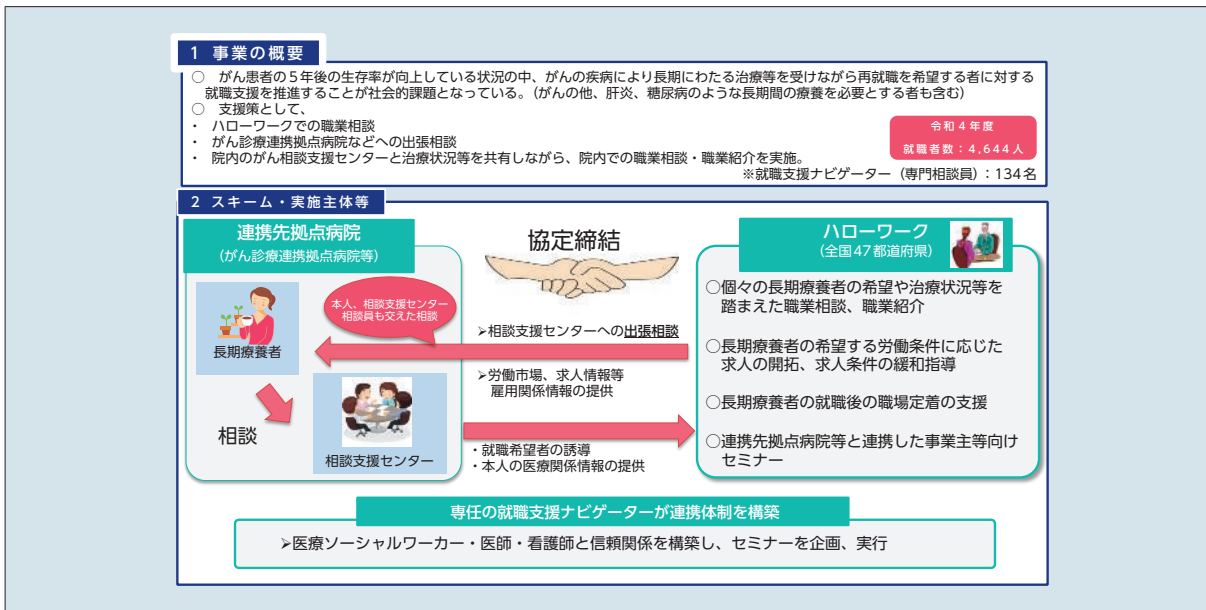 1 事業の概要
○ がん患者の５年後の生存率が向上している状況の中、がんの疾病により長期にわたる治療等を受けながら再就職を希望する者に対する
就職支援を推進することが社会的課題となっている。（がんの他、肝炎、糖尿病のような長期間の療養を必要とする者も含む）
○ 支援策として、
・ ハローワークでの職業相談
・ がん診療連携拠点病院などへの出張相談
・ 院内のがん相談支援センターと治療状況等を共有しながら、院内での職業相談・職業紹介を実施。
令和４年度
就職者数：4,644人
※就職支援ナビゲーター（専門相談員）：134名
2 スキーム・実施主体等
連携先拠点病院
（がん診療連携拠点病院等）
本人、相談支援センター
相談員も交えた相談
長期療養者
相談
相談支援センター
協定締結
➢相談支援センターへの出張相談
➢労働市場、求人情報等
雇用関係情報の提供
・就職希望者の誘導
・本人の医療関係情報の提供
ハローワーク
（全国47都道府県）
○個々の長期療養者の希望や治療状況等を
踏まえた職業相談、職業紹介
○長期療養者の希望する労働条件に応じた
求人の開拓、求人条件の緩和指導
○長期療養者の就職後の職場定着の支援
○連携先拠点病院等と連携した事業主等向け
セミナー
専任の就職支援ナビゲーターが連携体制を構築
➢医療ソーシャルワーカー・医師・看護師と信頼関係を構築し、セミナーを企画、実行